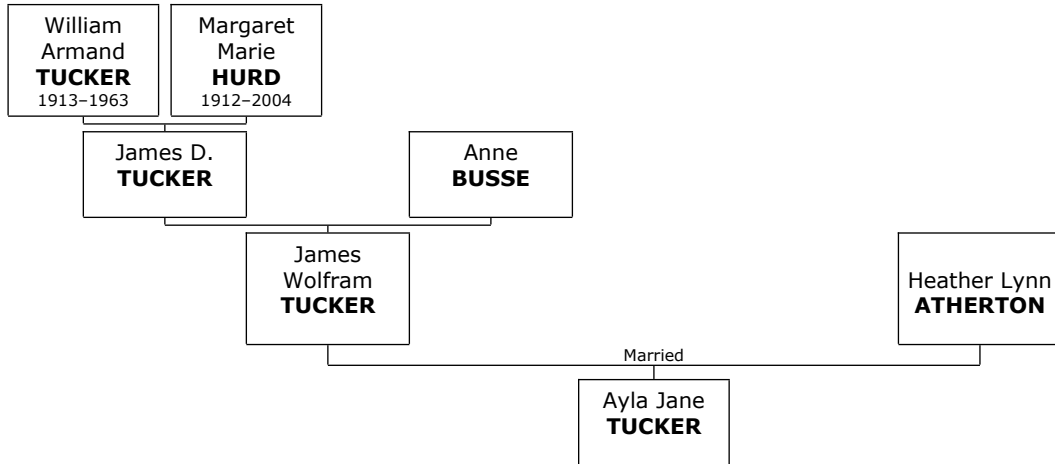 William
Armand
TUCKER
1913–1963
Margaret
Marie
HURD
1912–2004
James D.
TUCKER
Anne
BUSSE
James
Wolfram
TUCKER
Heather Lynn
ATHERTON
Married
Ayla Jane
TUCKER